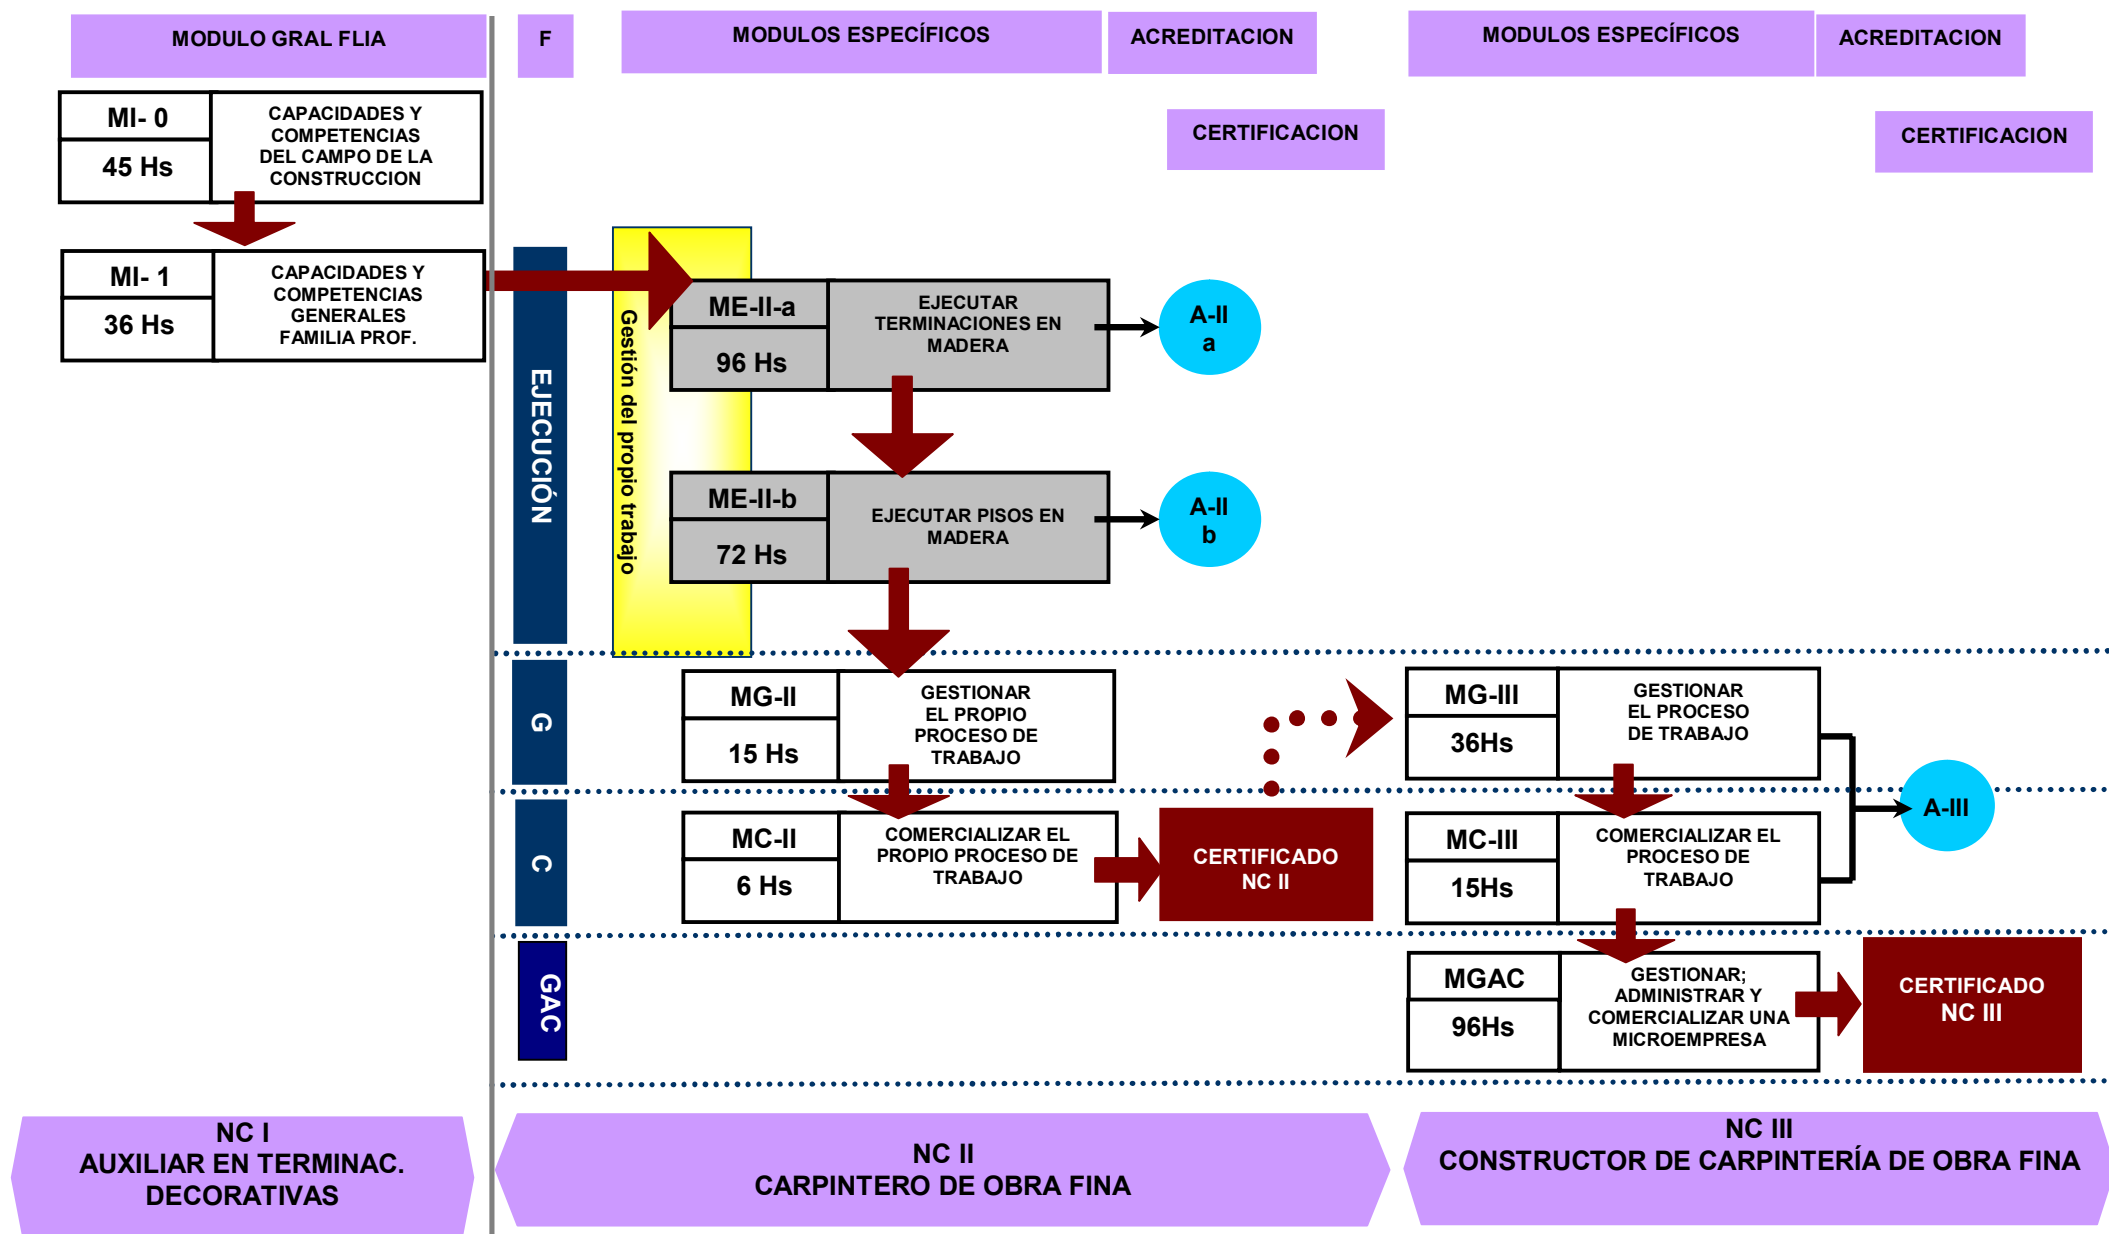 MODULO GRAL FLIA
F
MODULOS ESPECÍFICOS
ACREDITACION
MODULOS ESPECÍFICOS
ACREDITACION
CERTIFICACION
CERTIFICACION
MI- 0
45 Hs
CAPACIDADES Y
COMPETENCIAS
DEL CAMPO DE LA
CONSTRUCCION
MI- 1
36 Hs
CAPACIDADES Y
COMPETENCIAS
GENERALES
FAMILIA PROF.
EJECUCIÓN
Gestión del propio trabajo
ME-II-a
96 Hs
EJECUTAR
TERMINACIONES EN
MADERA
A-II
a
ME-II-b
72 Hs
EJECUTAR PISOS EN
MADERA
A-II
b
G
MG-II
15 Hs
GESTIONAR
EL PROPIO
PROCESO DE
TRABAJO
MG-III
36Hs
GESTIONAR
EL PROCESO
DE TRABAJO
A-III
C
MC-II
6 Hs
COMERCIALIZAR EL
PROPIO PROCESO DE
TRABAJO
CERTIFICADO
NC II
MC-III
15Hs
COMERCIALIZAR EL
PROCESO DE
TRABAJO
GAC
MGAC
96Hs
GESTIONAR;
ADMINISTRAR Y
COMERCIALIZAR UNA
MICROEMPRESA
CERTIFICADO
NC III
NC I
AUXILIAR EN TERMINAC.
DECORATIVAS
NC II
CARPINTERO DE OBRA FINA
NC III
CONSTRUCTOR DE CARPINTERÍA DE OBRA FINA